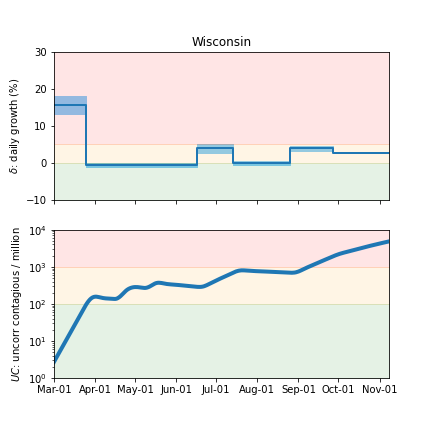 Wisconsin
30
20
10
0
−10
δ: daily growth (%)
10⁴
10³
10²
10¹
10⁰
UC: uncorr contagious / million
Mar-01 Apr-01 May-01 Jun-01 Jul-01 Aug-01 Sep-01 Oct-01 Nov-01